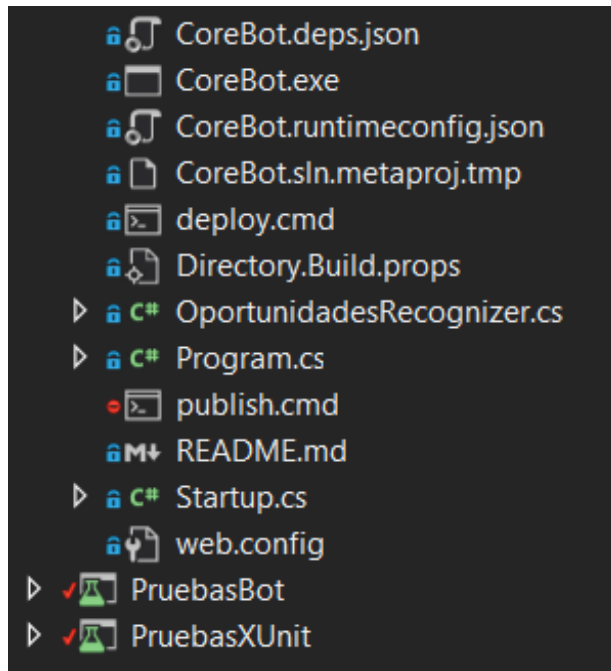 CoreBot.deps.json
CoreBot.exe
CoreBot.runtimeconfig.json
CoreBot.sln.metaproj.tmp
deploy.cmd
Directory.Build.props
C# OportunidadesRecognizer.cs
C# Program.cs
publish.cmd
M README.md
C# Startup.cs
web.config
PruebasBot
PruebasXUnit